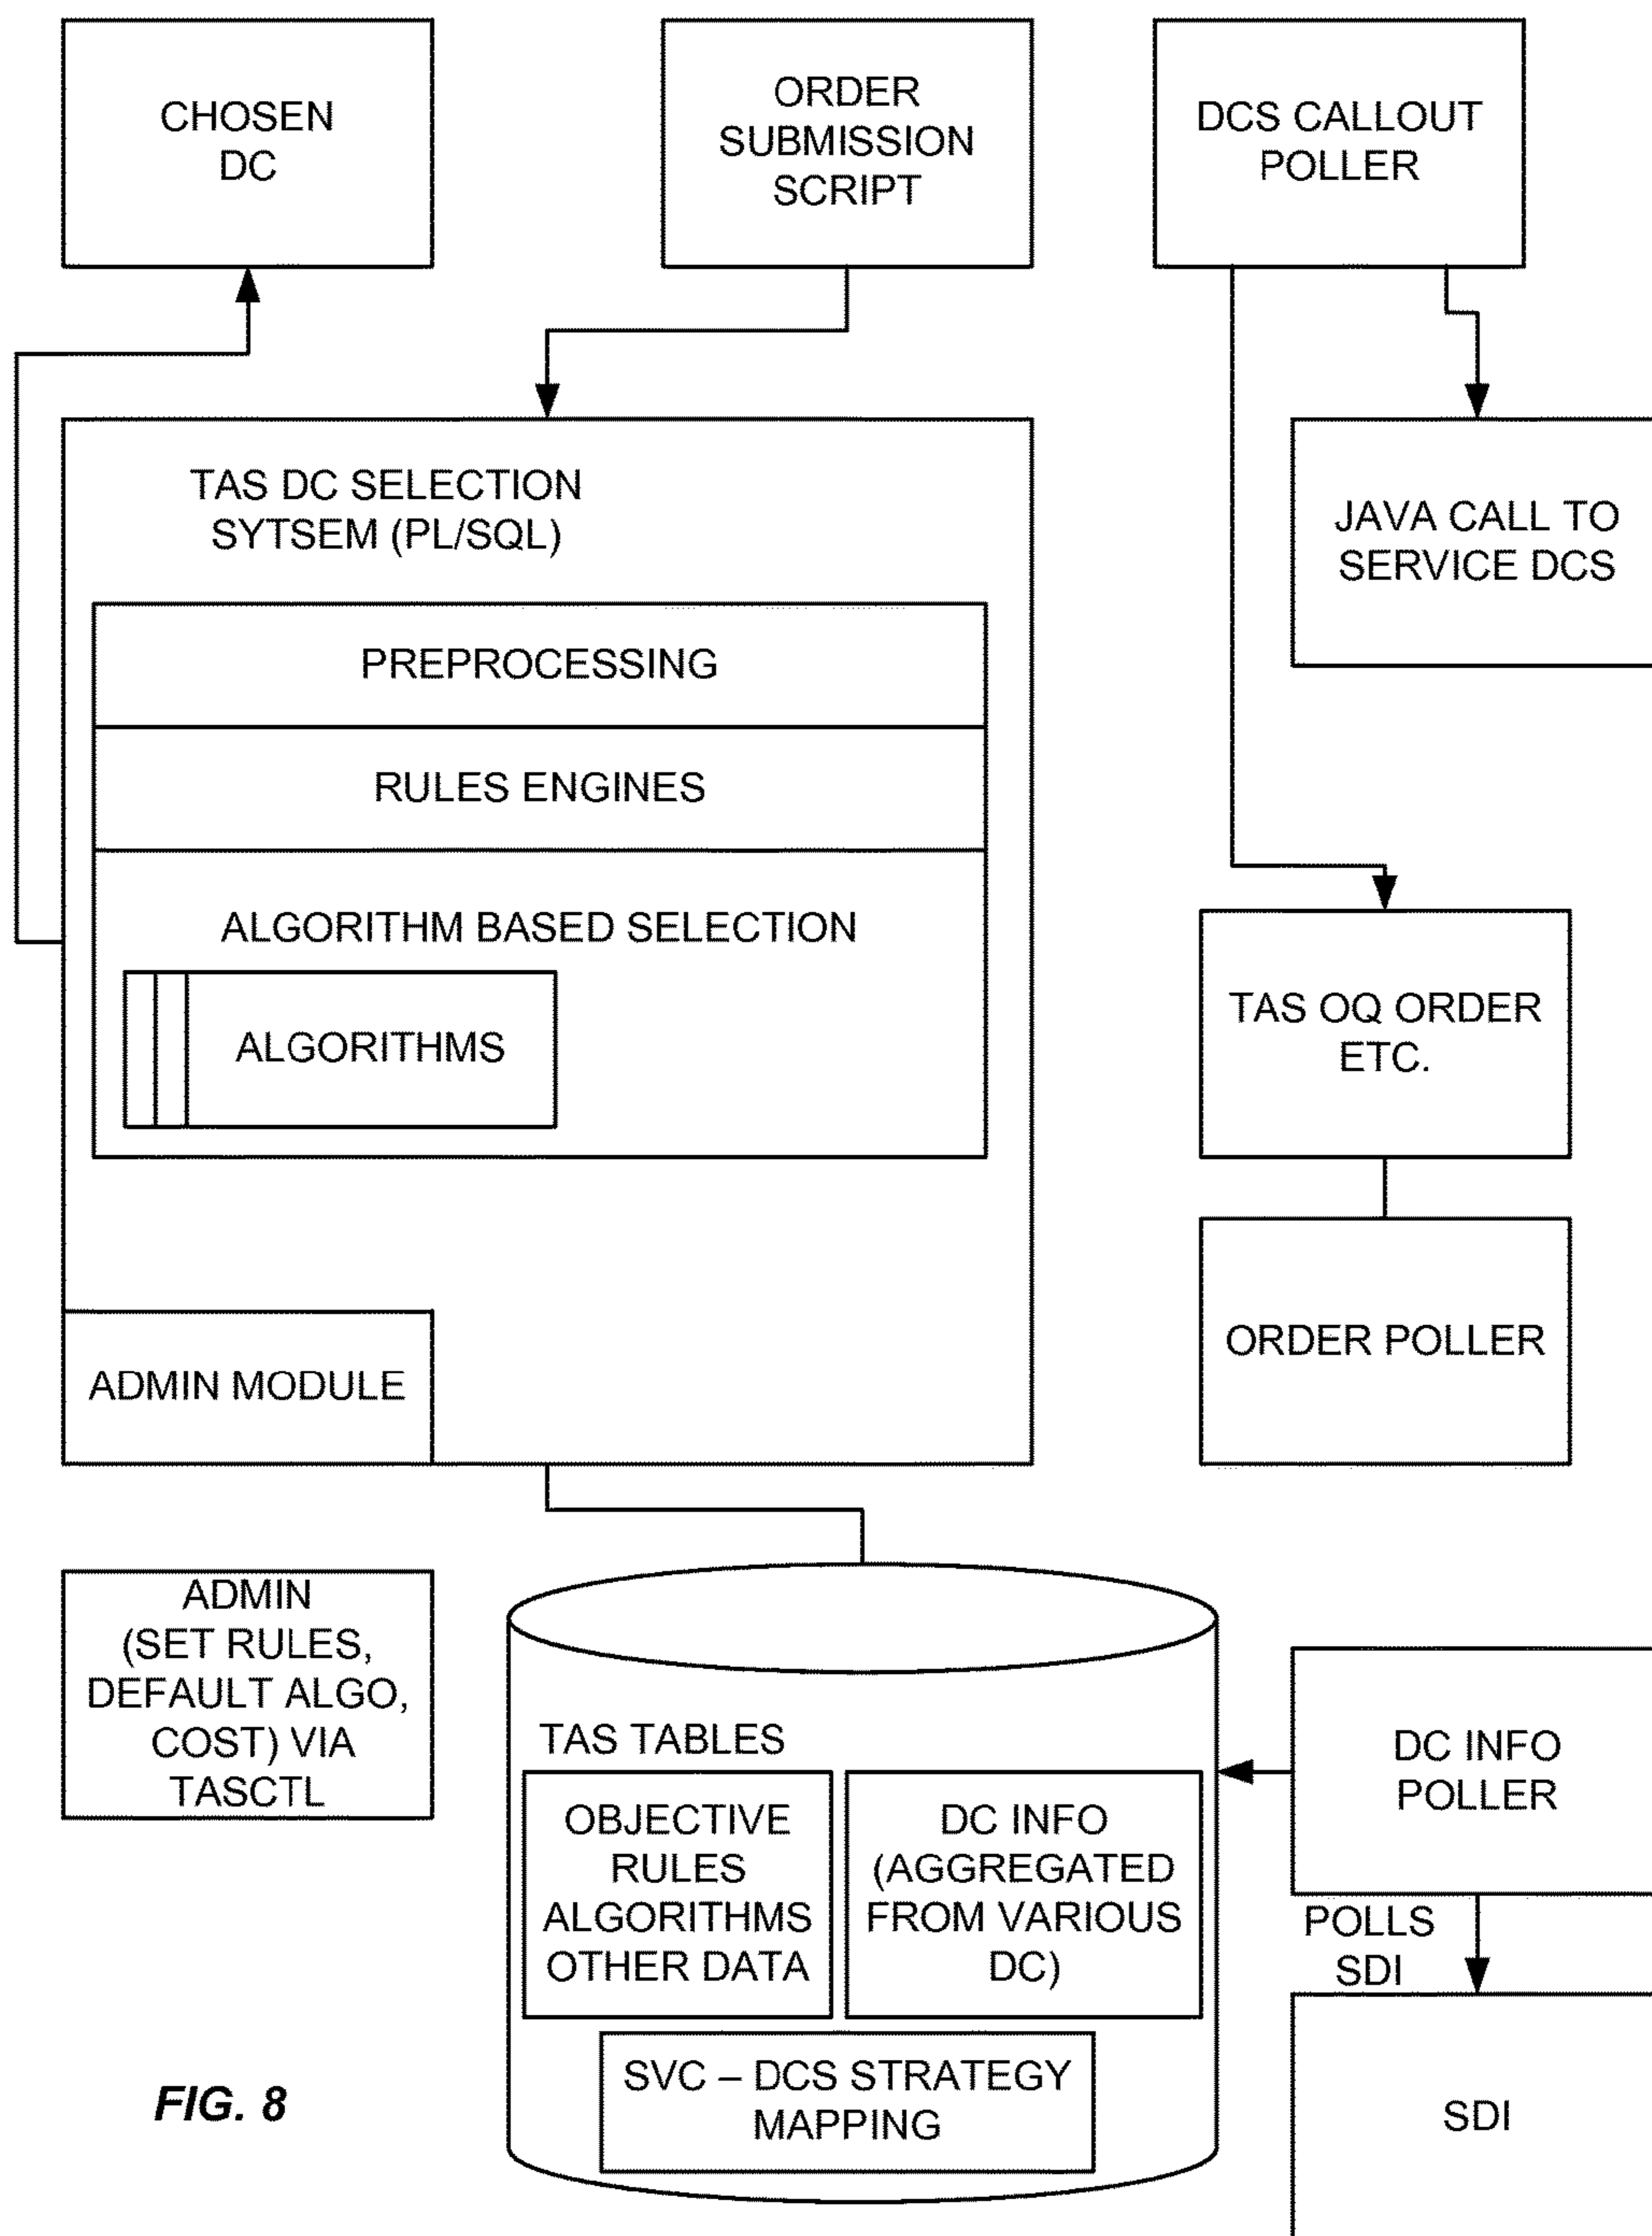 CHOSEN
DC
ORDER
SUBMISSION
SCRIPT
DCS CALLOUT
POLLER
TAS DC SELECTION
SYTSEM (PL/SQL)
JAVA CALL TO
SERVICE DCS
PREPROCESSING
RULES ENGINES
ALGORITHM BASED SELECTION
ALGORITHMS
TAS OQ ORDER
ETC.
ORDER POLLER
ADMIN MODULE
ADMIN
(SET RULES,
DEFAULT ALGO,
COST) VIA
TASCTL
TAS TABLES
OBJECTIVE
RULES
ALGORITHMS
OTHER DATA
DC INFO
(AGGREGATED
FROM VARIOUS
DC)
SVC – DCS STRATEGY
MAPPING
DC INFO
POLLER
POLLS
SDI
SDI
FIG. 8